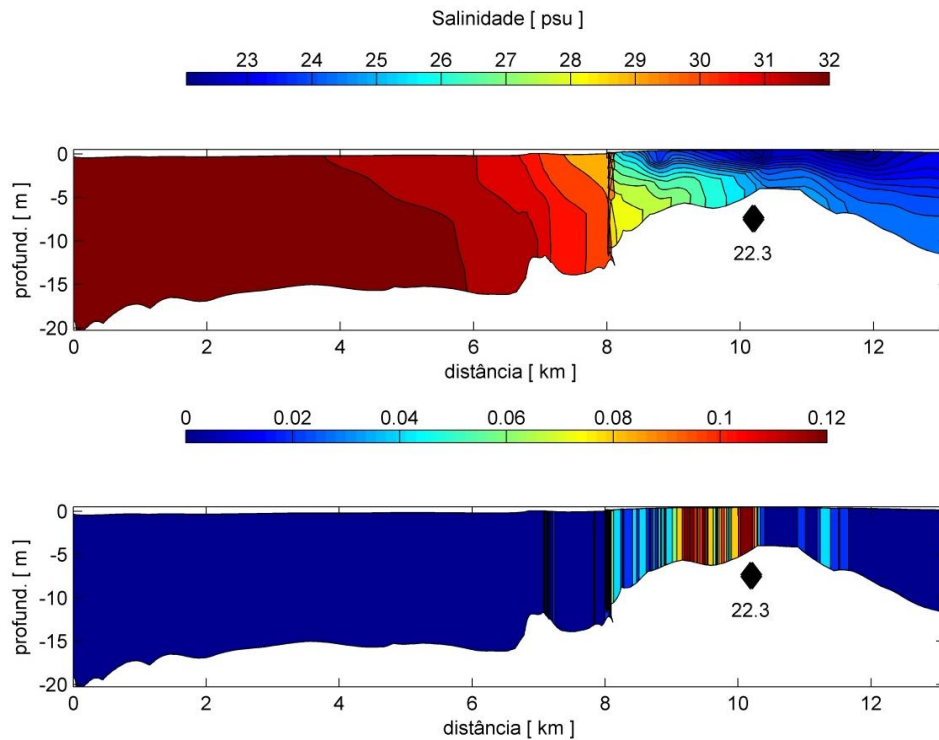 Salinidade [ psu ]
23 24 25 26 27 28 29 30 31 32
profund. [ m ]
0
-5
-10
-15
-20
22.3
0 2 4 6 8 10 12
distância [ km ]
0 0.02 0.04 0.06 0.08 0.1 0.12
profund. [ m ]
0
-5
-10
-15
-20
22.3
0 2 4 6 8 10 12
distância [ km ]